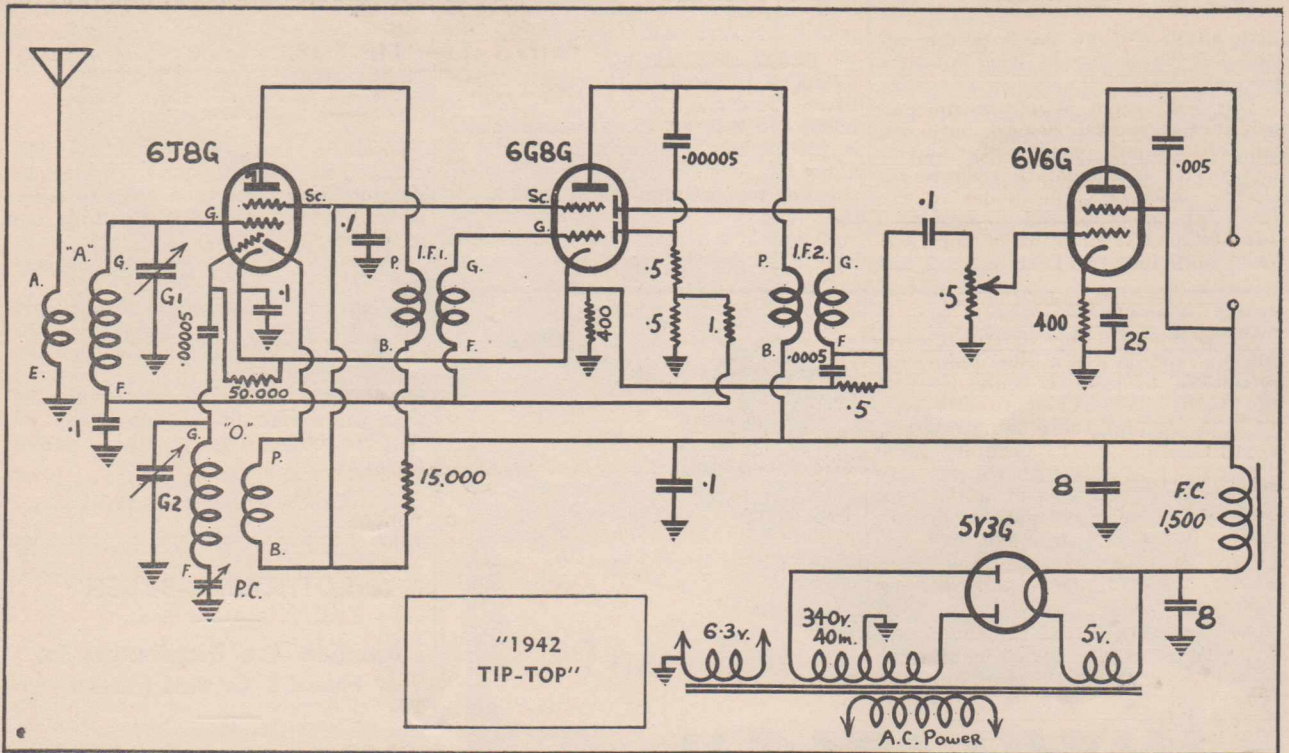 6J8G
6G8G
6V6G
.00005
.005
Sc.
G.
.1
Sc.
G.
.1
"A."
G.
G1
.1
P.
I.F.1.
G.
.5
P.
I.F.2.
G.
.5
A.
.00005
400
.5
1.
400
25
E.
F.
B.
F.
B.
F
.0005
50.000
.5
.1
G.
"O."
G2
P.
15.000
.1
8
F.C.
1,500
B.
F.
P.C.
5Y3G
340v.
40m.
6.3v.
5v.
8
"1942
TIP-TOP"
A.C. Power